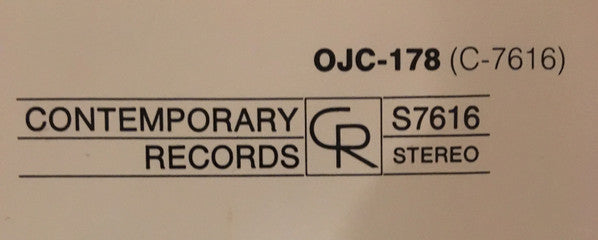 OJC-178 (C-7616)
CONTEMPORARY CR S7616
RECORDS STEREO